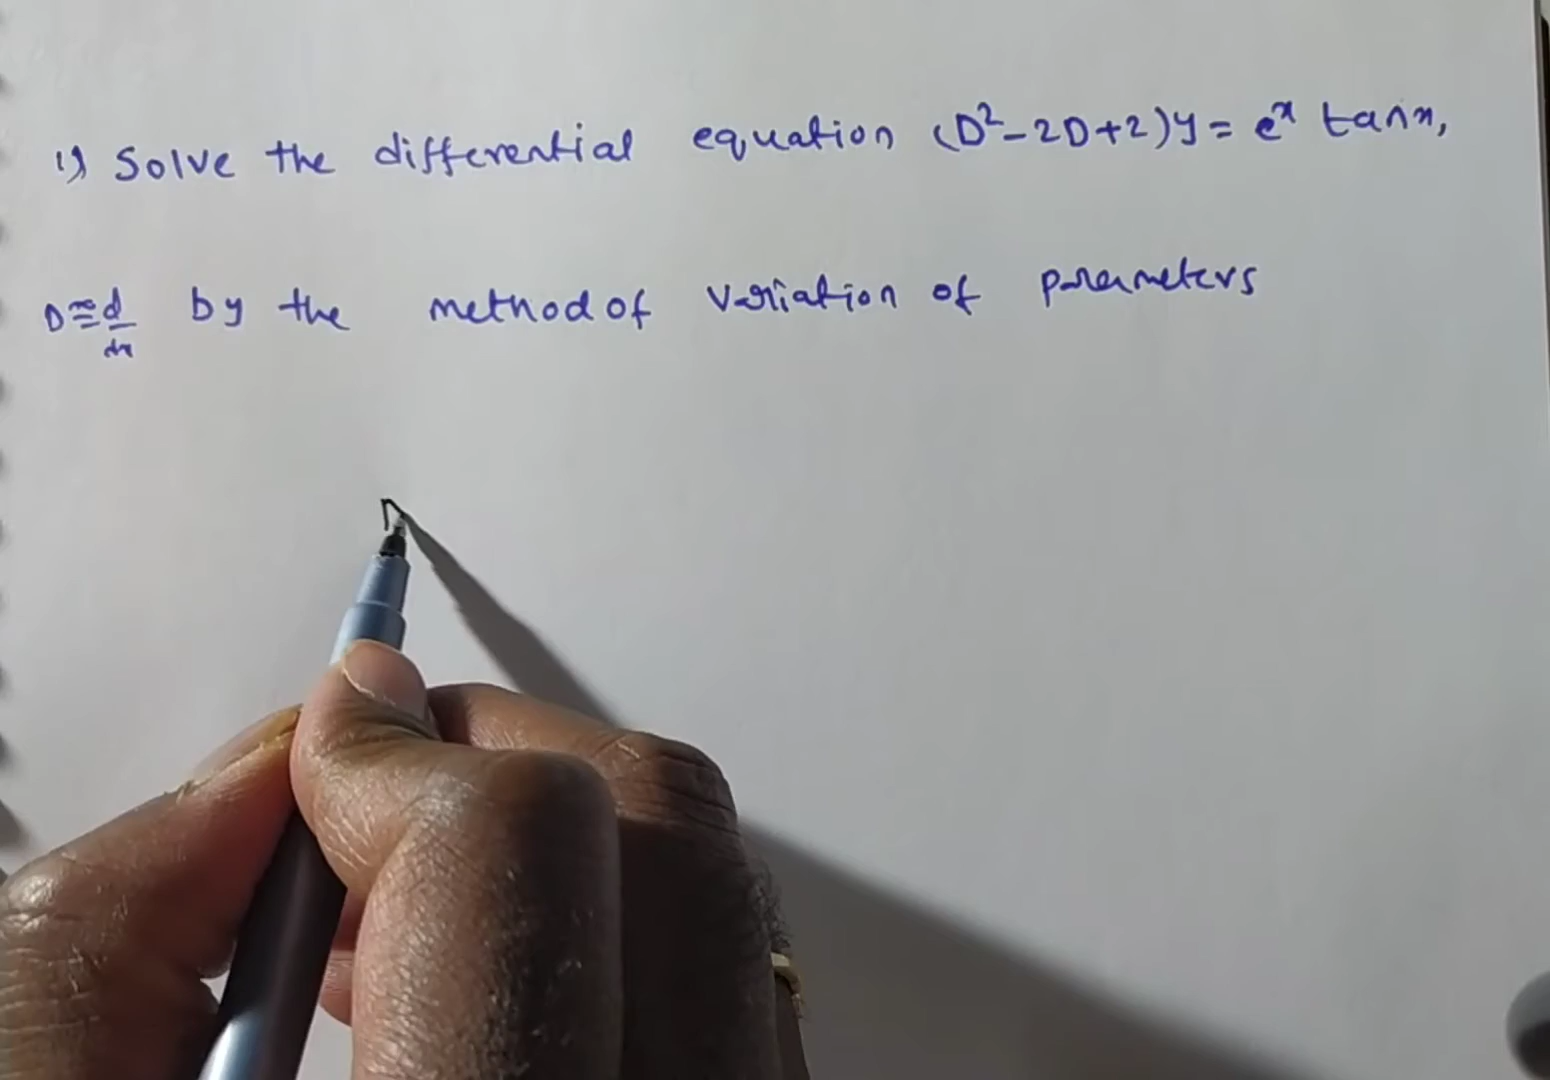 1) Solve the differential equation (D²-2D+2)y = eˣ tanx,
D≅d/dx by the method of variation of parameters